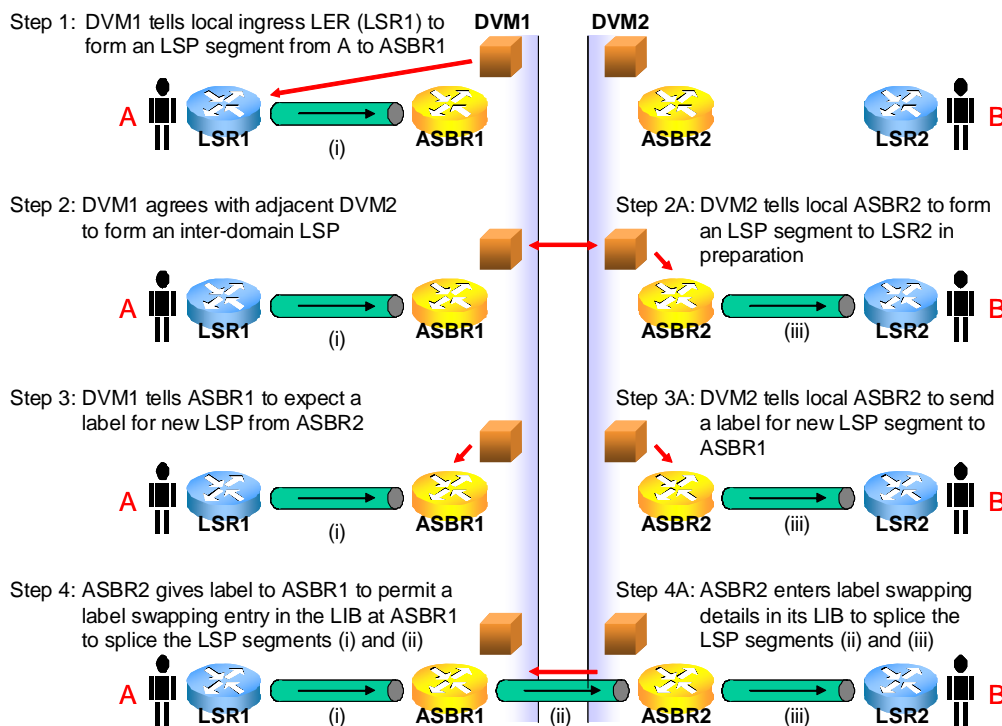 Step 1: DVM1 tells local ingress LER (LSR1) to
form an LSP segment from A to ASBR1
DVM1
DVM2
A
LSR1
(i)
ASBR1
ASBR2
LSR2
B
Step 2: DVM1 agrees with adjacent DVM2
to form an inter-domain LSP
Step 2A: DVM2 tells local ASBR2 to form
an LSP segment to LSR2 in
preparation
A
LSR1
(i)
ASBR1
ASBR2
(iii)
LSR2
B
Step 3: DVM1 tells ASBR1 to expect a
label for new LSP from ASBR2
Step 3A: DVM2 tells local ASBR2 to send
a label for new LSP segment to
ASBR1
A
LSR1
(i)
ASBR1
ASBR2
(iii)
LSR2
B
Step 4: ASBR2 gives label to ASBR1 to permit a
label swapping entry in the LIB at ASBR1
to splice the LSP segments (i) and (ii)
Step 4A: ASBR2 enters label swapping
details in its LIB to splice the
LSP segments (ii) and (iii)
A
LSR1
(i)
ASBR1
(ii)
ASBR2
(iii)
LSR2
B